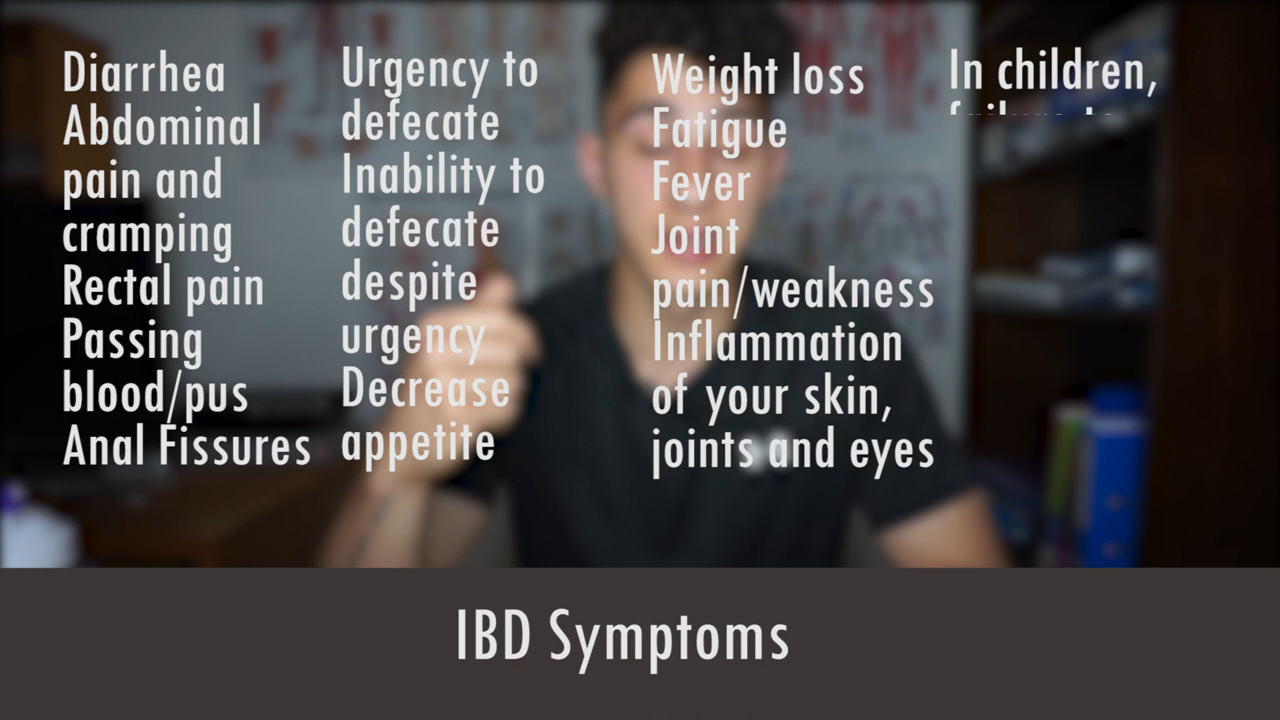 Diarrhea
Abdominal
pain and
cramping
Rectal pain
Passing
blood/pus
Anal Fissures
Urgency to
defecate
Inability to
defecate
despite
urgency
Decrease
appetite
Weight loss
Fatigue
Fever
Joint
pain/weakness
Inflammation
of your skin,
joints and eyes
In children,
IBD Symptoms